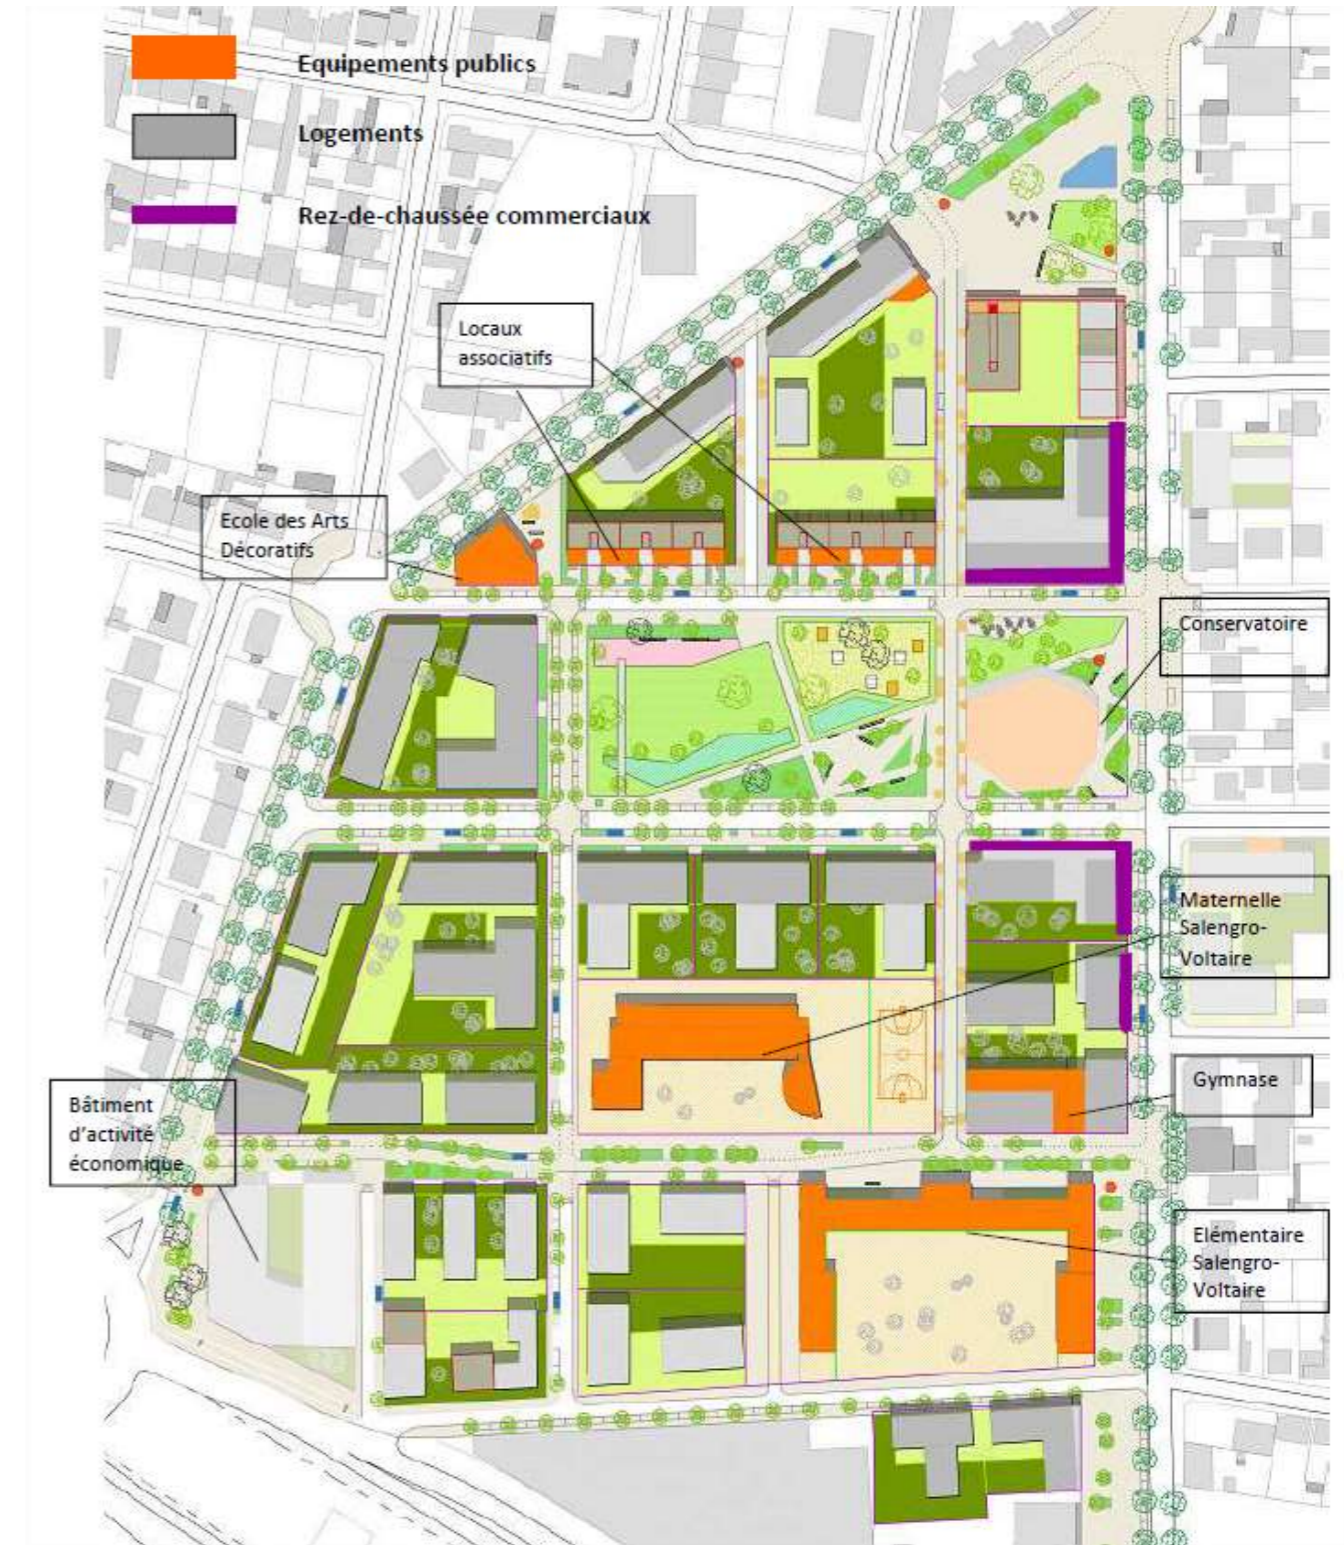 Equipements publics
Logements
Rez-de-chaussée commerciaux
Locaux
associatifs
Ecole des Arts
Décoratifs
Conservatoire
Maternelle
Salengro-
Voltaire
Gymnase
Bâtiment
d'activité
économique
Elémentaire
Salengro-
Voltaire